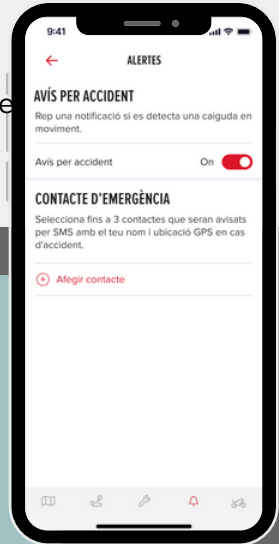 9:41
ALERTES
AVÍS PER ACCIDENT
Rep una notificació si es detecta una caiguda en
moviment.
Avís per accident On
CONTACTE D'EMERGÈNCIA
Selecciona fins a 3 contactes que seran avisats
per SMS amb el teu nom i ubicació GPS en cas
d'accident.
Afegir contacte